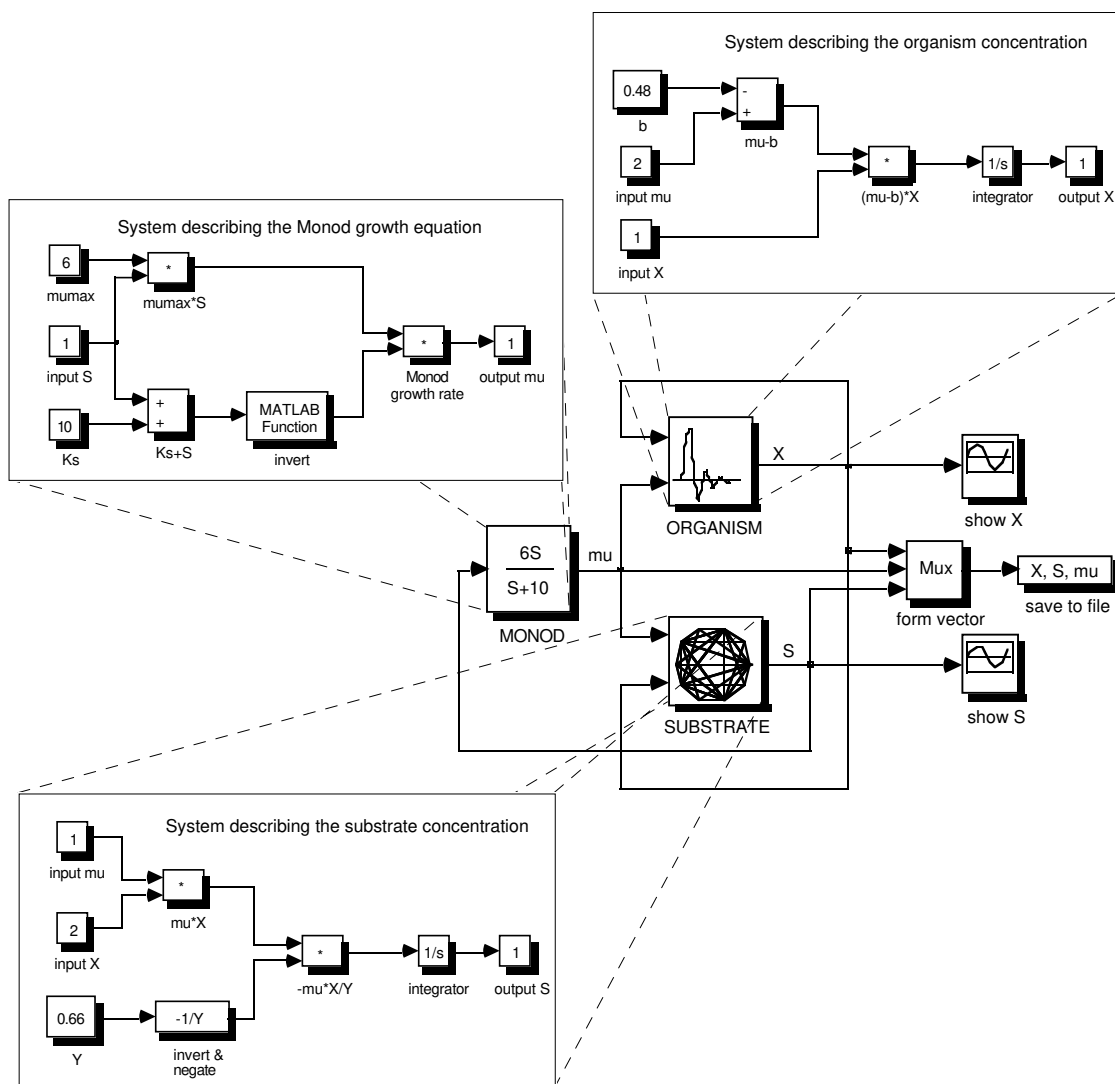 System describing the organism concentration
0.48
b
-
+
mu-b
2
input mu
*
(mu-b)*X
1/s
integrator
1
output X
1
input X
System describing the Monod growth equation
6
mumax
*
mumax*S
1
input S
*
Monod
growth rate
1
output mu
10
Ks
+
+
Ks+S
MATLAB
Function
invert
X
ORGANISM
show X
6S
S+10
MONOD
mu
Mux
form vector
X, S, mu
save to file
S
SUBSTRATE
show S
System describing the substrate concentration
1
input mu
*
mu*X
2
input X
*
-mu*X/Y
1/s
integrator
1
output S
0.66
Y
-1/Y
invert &
negate